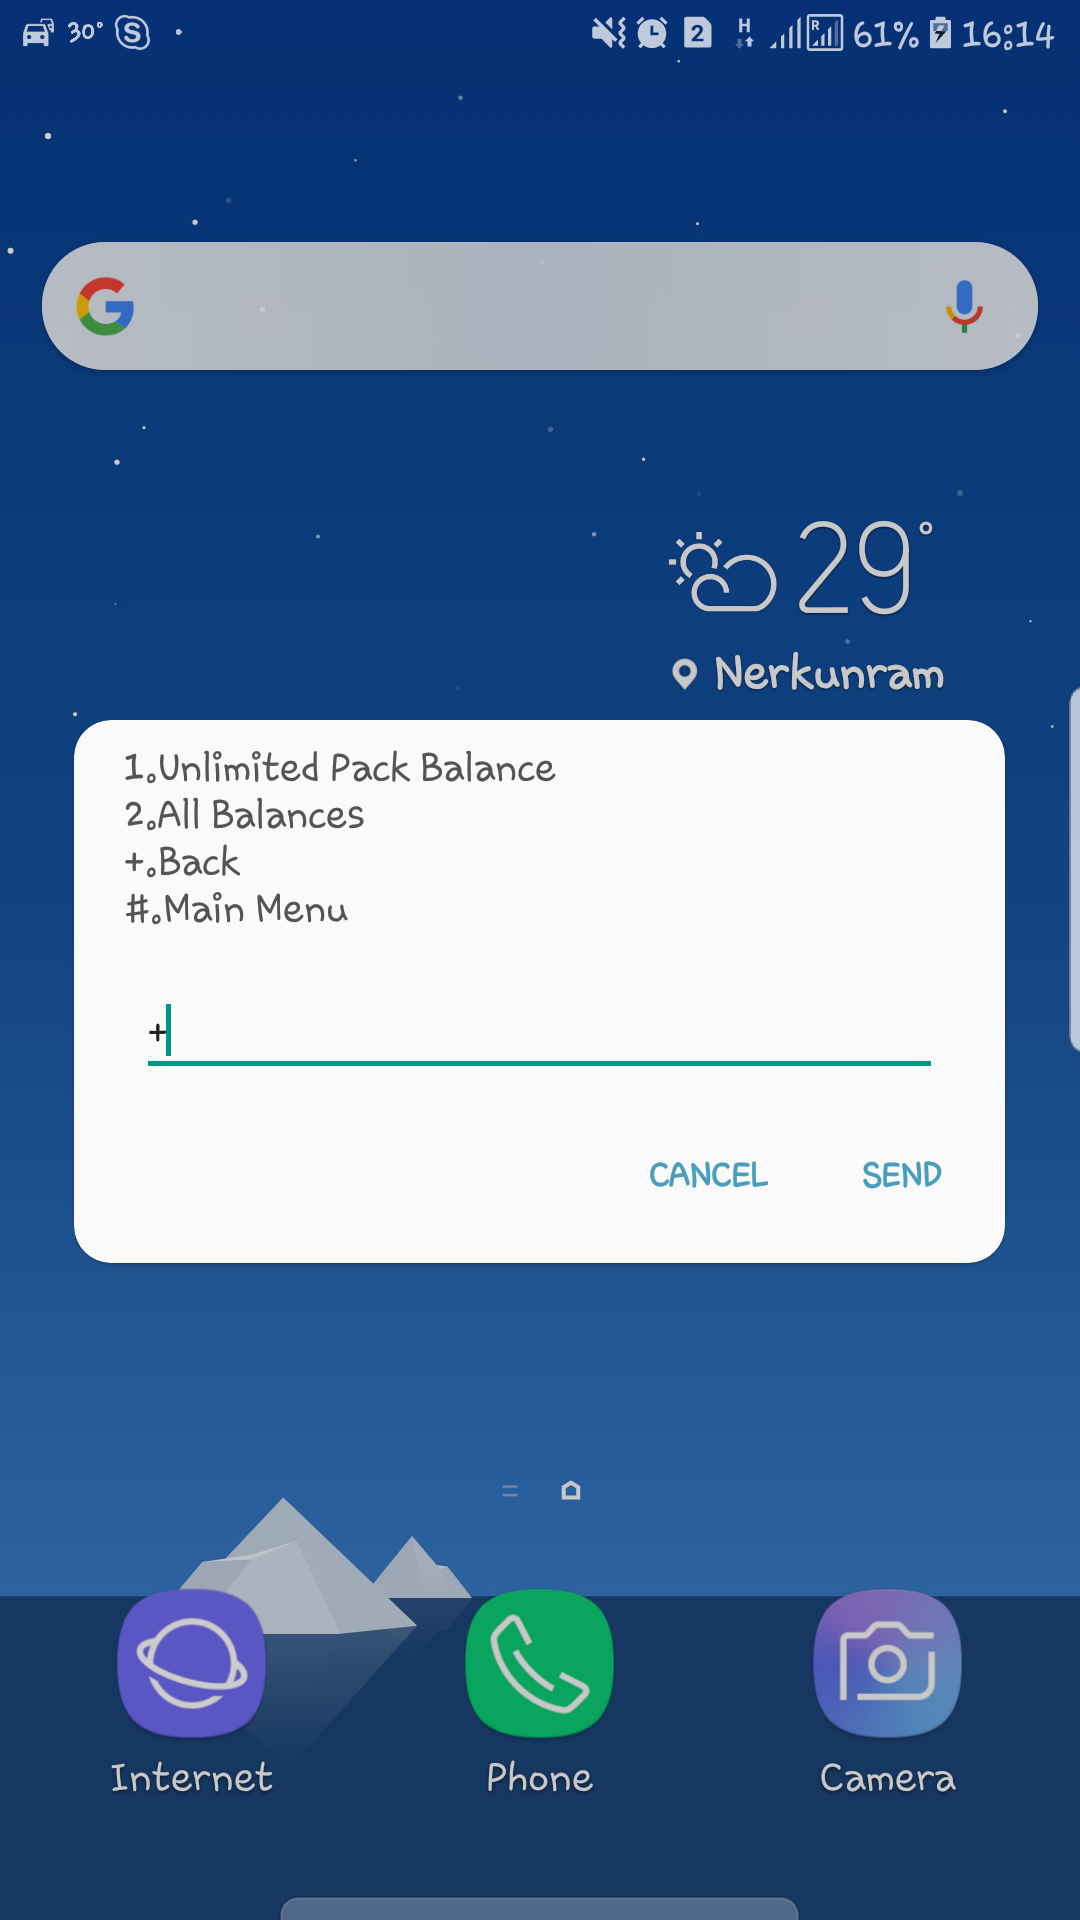 30° S 2 H R 61% 16:14
29°
Nerkunram
1.Unlimited Pack Balance
2.All Balances
+.Back
#.Main Menu
+
CANCEL SEND
Internet Phone Camera